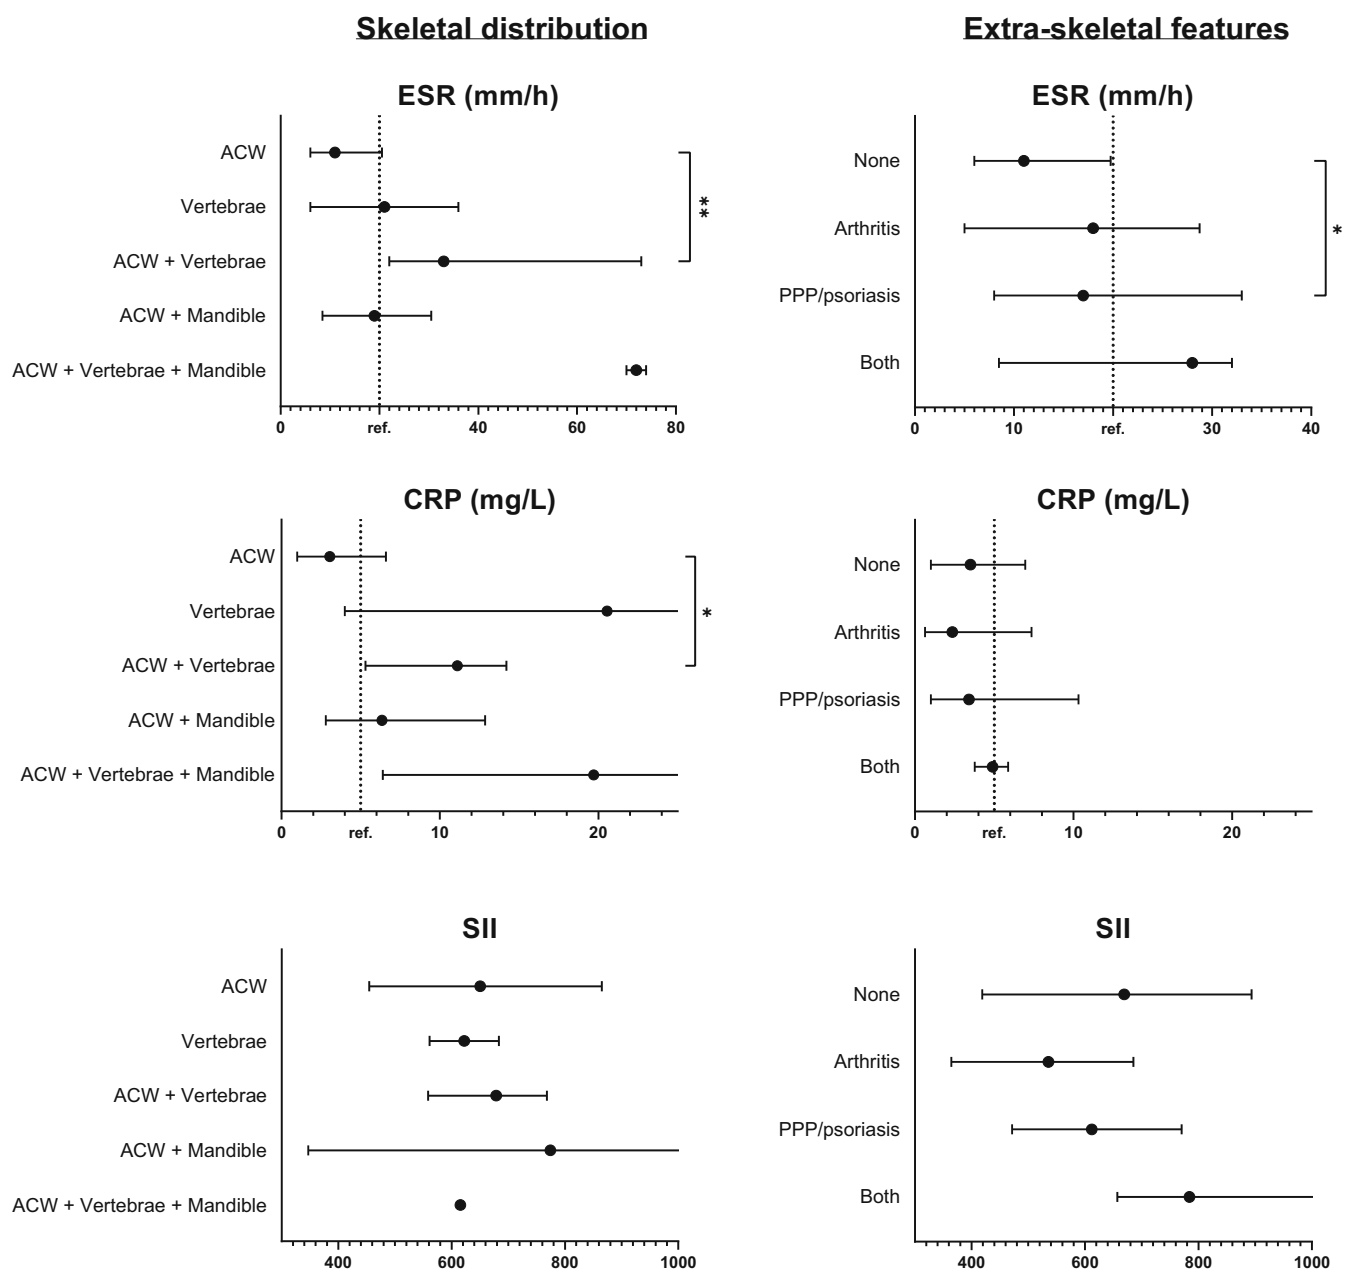 Skeletal distribution
ESR (mm/h)
ACW
Vertebrae
ACW + Vertebrae
ACW + Mandible
ACW + Vertebrae + Mandible
**
0 ref. 40 60 80
CRP (mg/L)
ACW
Vertebrae
ACW + Vertebrae
ACW + Mandible
ACW + Vertebrae + Mandible
*
0 ref. 10 20
SII
ACW
Vertebrae
ACW + Vertebrae
ACW + Mandible
ACW + Vertebrae + Mandible
400 600 800 1000
Extra-skeletal features
ESR (mm/h)
None
Arthritis
PPP/psoriasis
Both
*
0 10 ref. 30 40
CRP (mg/L)
None
Arthritis
PPP/psoriasis
Both
0 ref. 10 20
SII
None
Arthritis
PPP/psoriasis
Both
400 600 800 1000